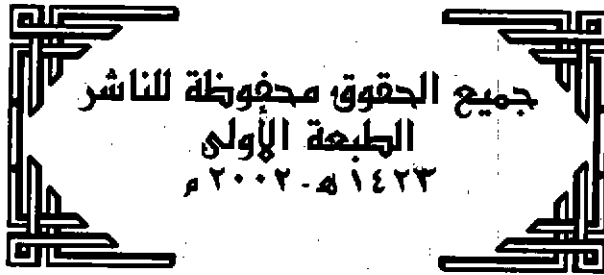 جميع الحقوق محفوظة للناشر
الطبعة الأولى
١٤٢٣ هـ - ٢٠٠٢ م